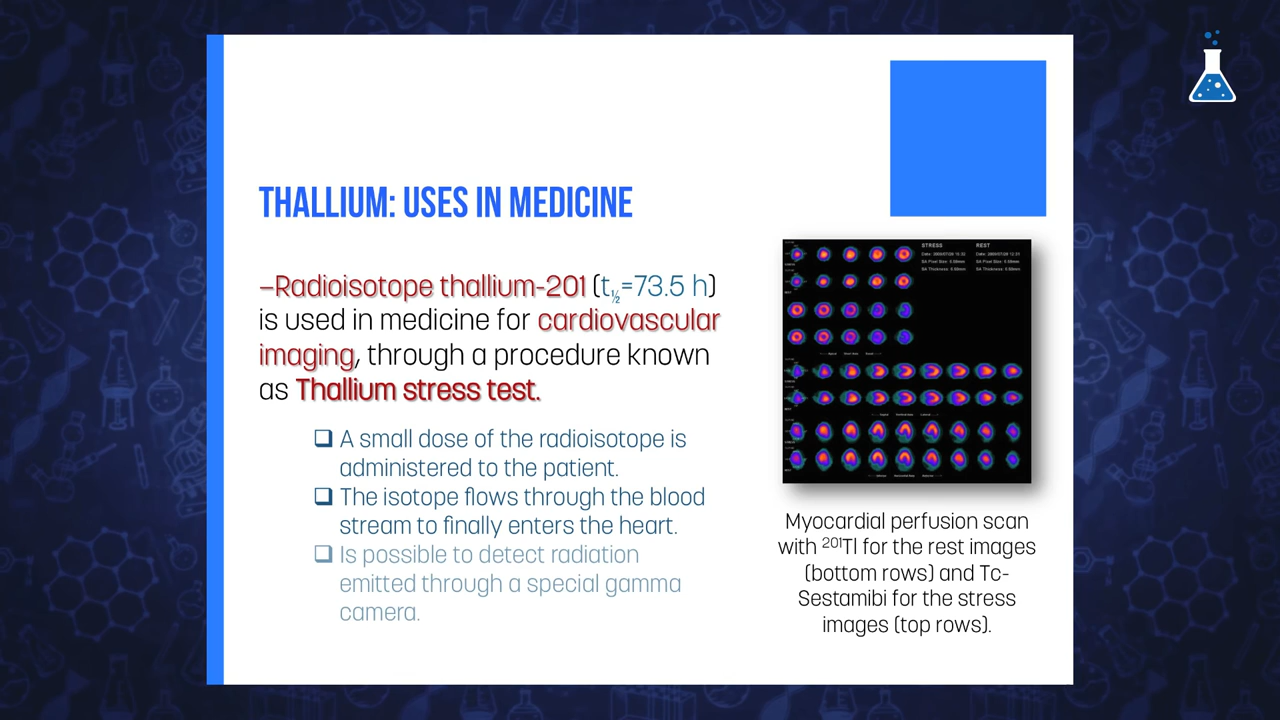 THALLIUM: USES IN MEDICINE
–Radioisotope thallium-201 (t½=73.5 h)
is used in medicine for cardiovascular
imaging, through a procedure known
as Thallium stress test.
❑ A small dose of the radioisotope is
administered to the patient.
❑ The isotope flows through the blood
stream to finally enters the heart.
❑ Is possible to detect radiation
emitted through a special gamma
camera.
STRESS REST
Myocardial perfusion scan
with ²⁰¹Tl for the rest images
(bottom rows) and Tc-
Sestamibi for the stress
images (top rows).